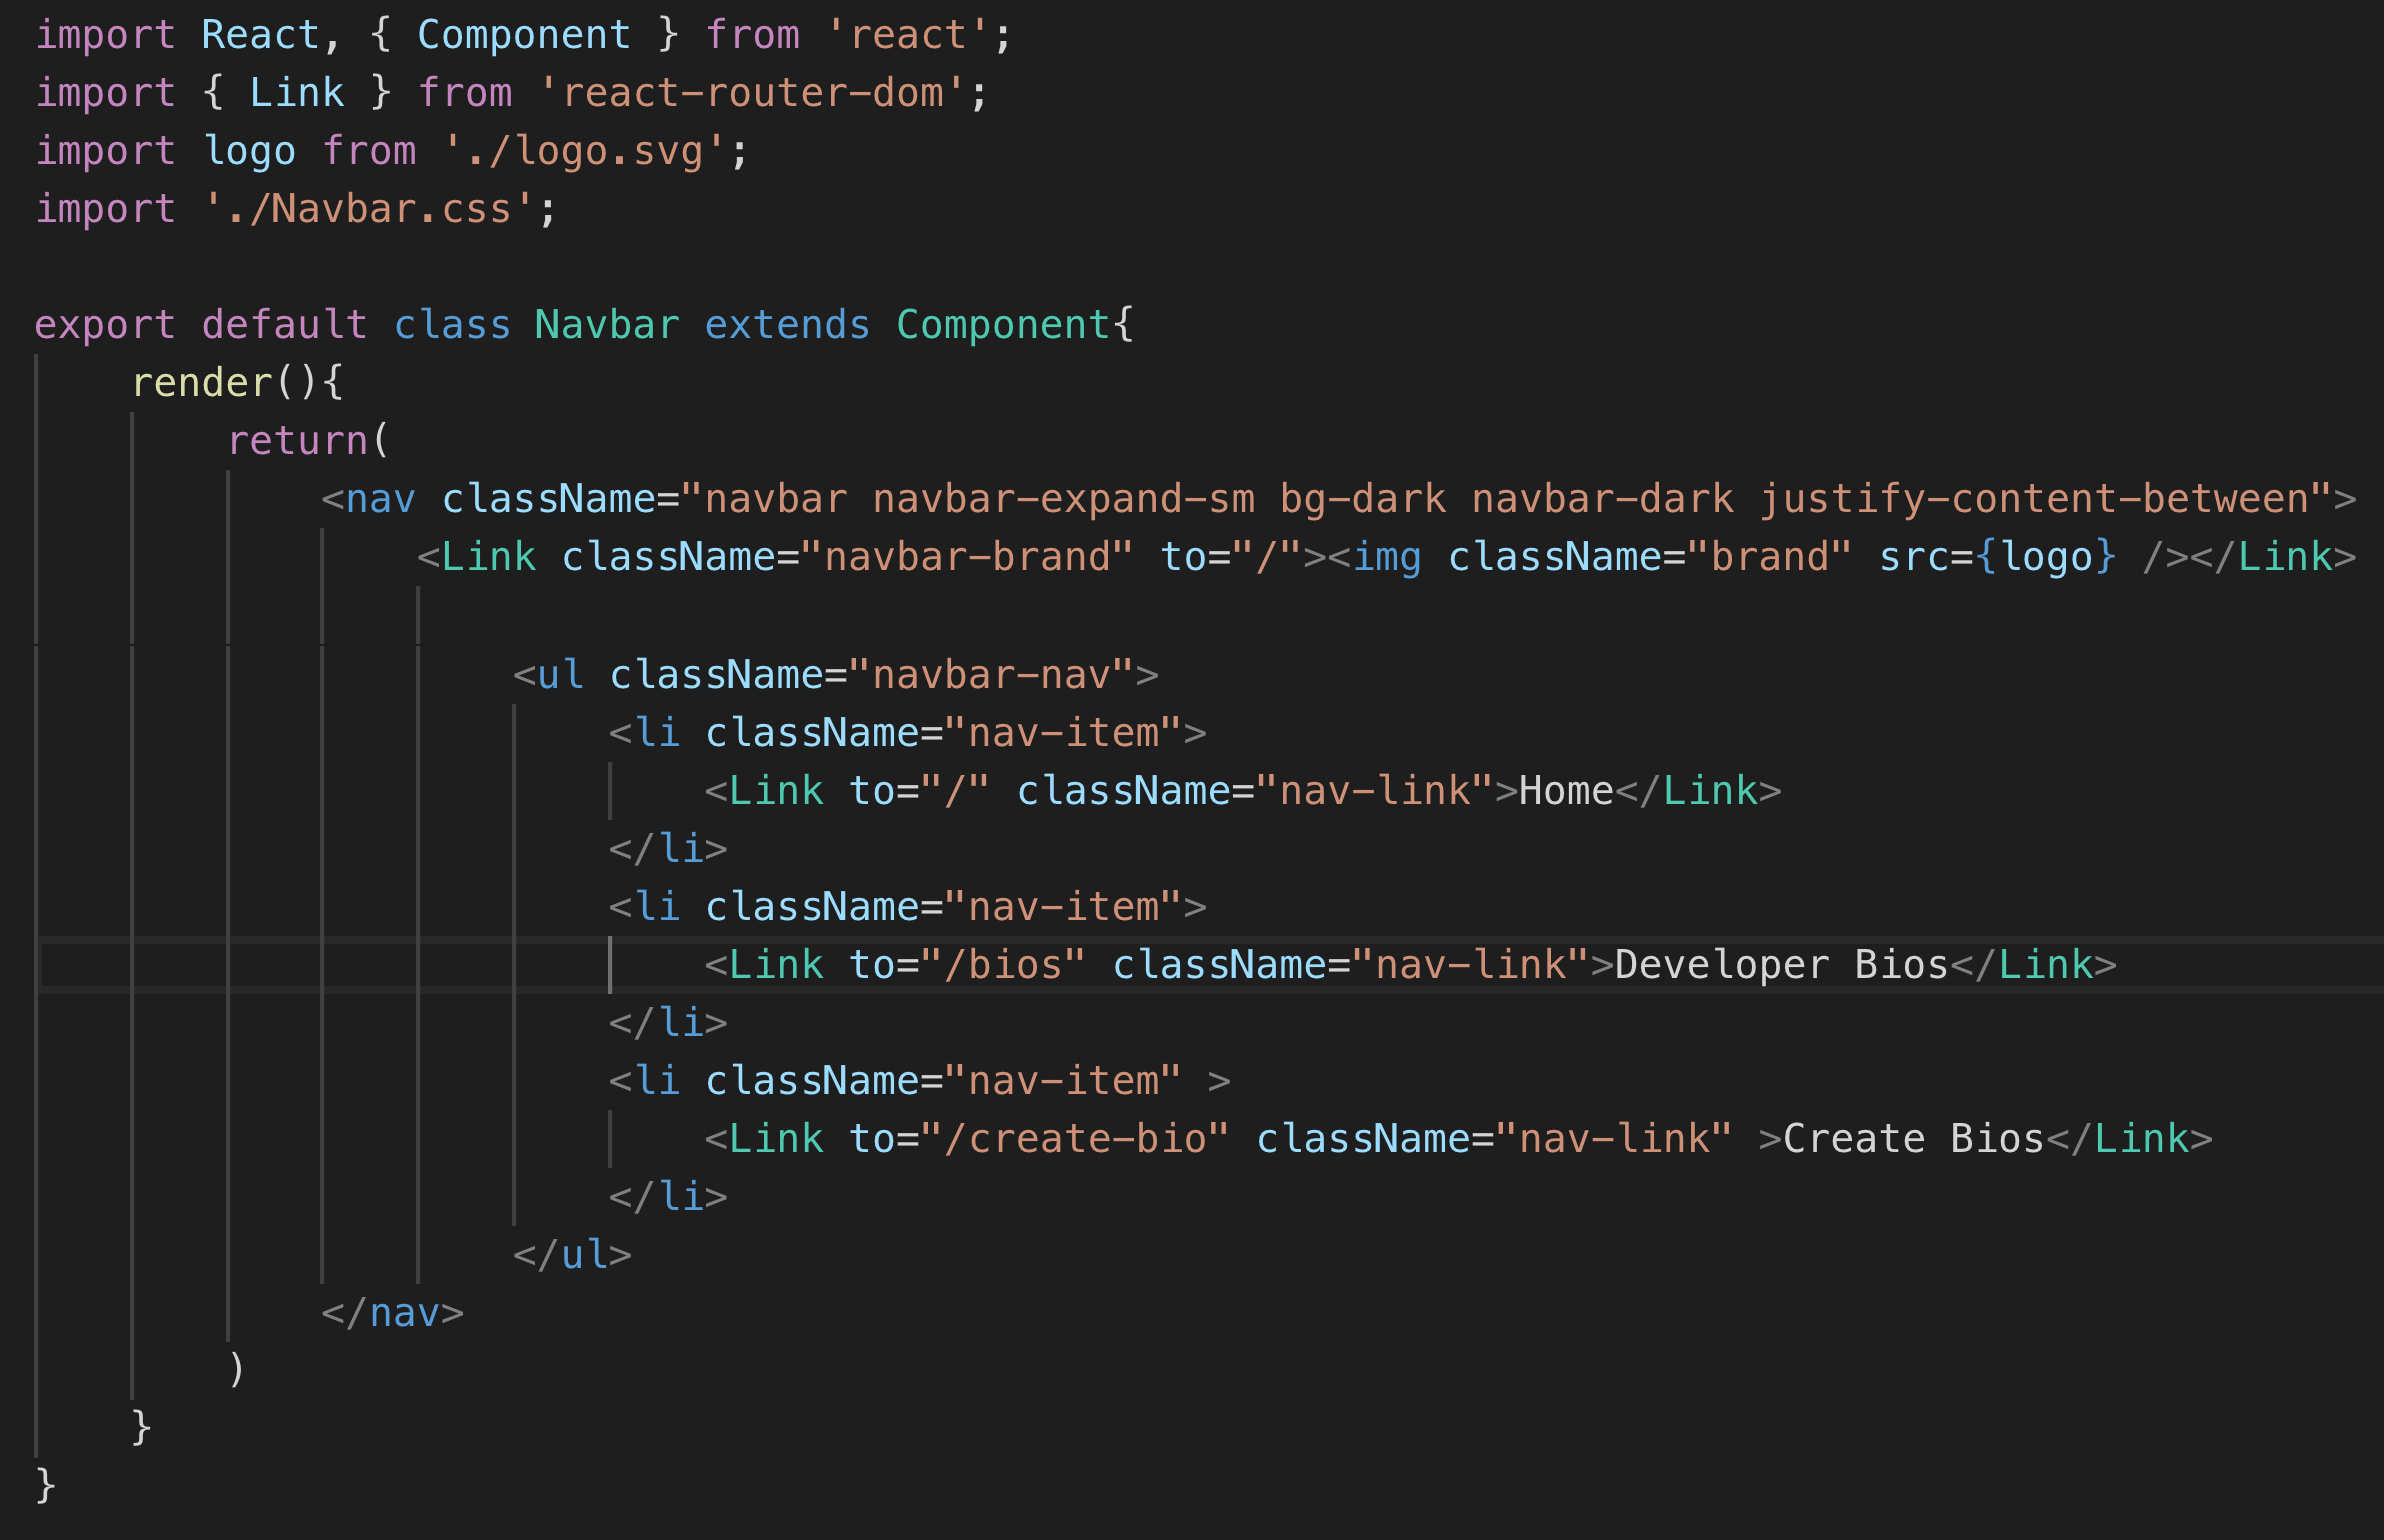 import React, { Component } from 'react';
import { Link } from 'react-router-dom';
import logo from './logo.svg';
import './Navbar.css';

export default class Navbar extends Component{
    render(){
        return(
            <nav className="navbar navbar-expand-sm bg-dark navbar-dark justify-content-between">
                <Link className="navbar-brand" to="/"><img className="brand" src={logo} /></Link>

                    <ul className="navbar-nav">
                        <li className="nav-item">
                            <Link to="/" className="nav-link">Home</Link>
                        </li>
                        <li className="nav-item">
                            <Link to="/bios" className="nav-link">Developer Bios</Link>
                        </li>
                        <li className="nav-item" >
                            <Link to="/create-bio" className="nav-link" >Create Bios</Link>
                        </li>
                    </ul>
            </nav>
        )
    }
}